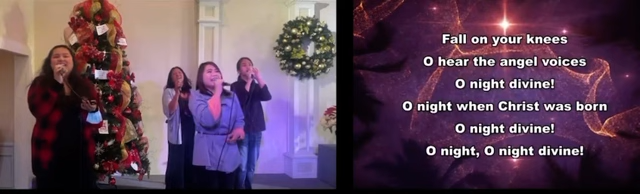 Fall on your knees
O hear the angel voices
O night divine!
O night when Christ was born
O night divine!
O night, O night divine!